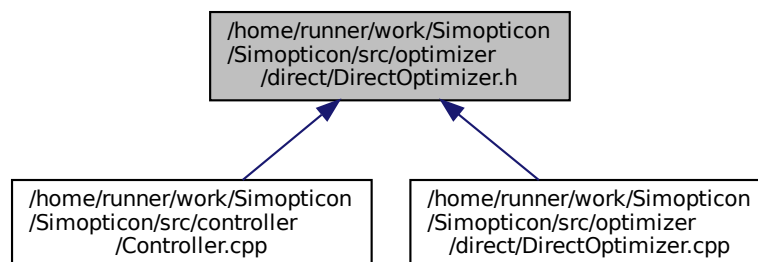 /home/runner/work/Simopticon
/Simopticon/src/optimizer
/direct/DirectOptimizer.h
/home/runner/work/Simopticon
/Simopticon/src/controller
/Controller.cpp
/home/runner/work/Simopticon
/Simopticon/src/optimizer
/direct/DirectOptimizer.cpp